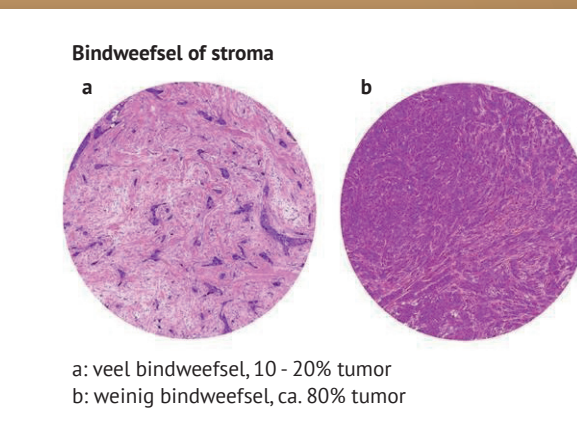 Bindweefsel of stroma
a
b
a: veel bindweefsel, 10 - 20% tumor
b: weinig bindweefsel, ca. 80% tumor